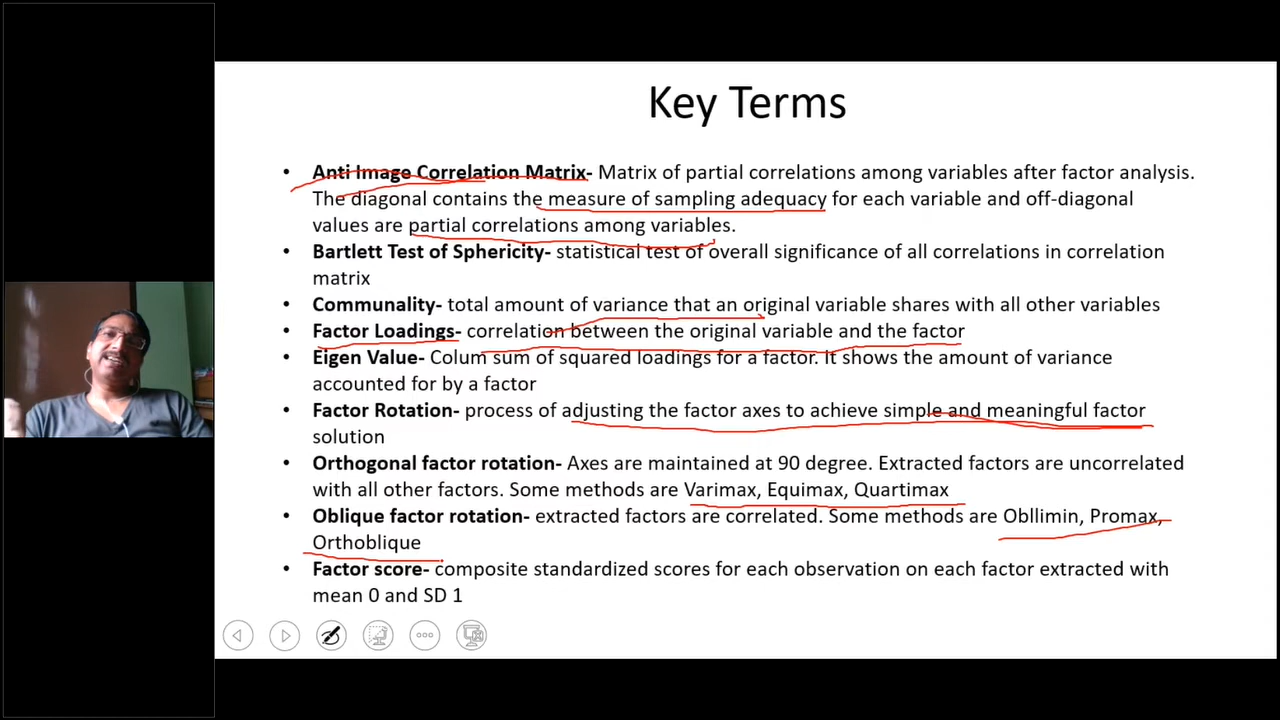 Key Terms
• Anti Image Correlation Matrix- Matrix of partial correlations among variables after factor analysis.
The diagonal contains the measure of sampling adequacy for each variable and off-diagonal
values are partial correlations among variables.
• Bartlett Test of Sphericity- statistical test of overall significance of all correlations in correlation
matrix
• Communality- total amount of variance that an original variable shares with all other variables
• Factor Loadings- correlation between the original variable and the factor
• Eigen Value- Colum sum of squared loadings for a factor. It shows the amount of variance
accounted for by a factor
• Factor Rotation- process of adjusting the factor axes to achieve simple and meaningful factor
solution
• Orthogonal factor rotation- Axes are maintained at 90 degree. Extracted factors are uncorrelated
with all other factors. Some methods are Varimax, Equimax, Quartimax
• Oblique factor rotation- extracted factors are correlated. Some methods are Obllimin, Promax,
Orthoblique
• Factor score- composite standardized scores for each observation on each factor extracted with
mean 0 and SD 1